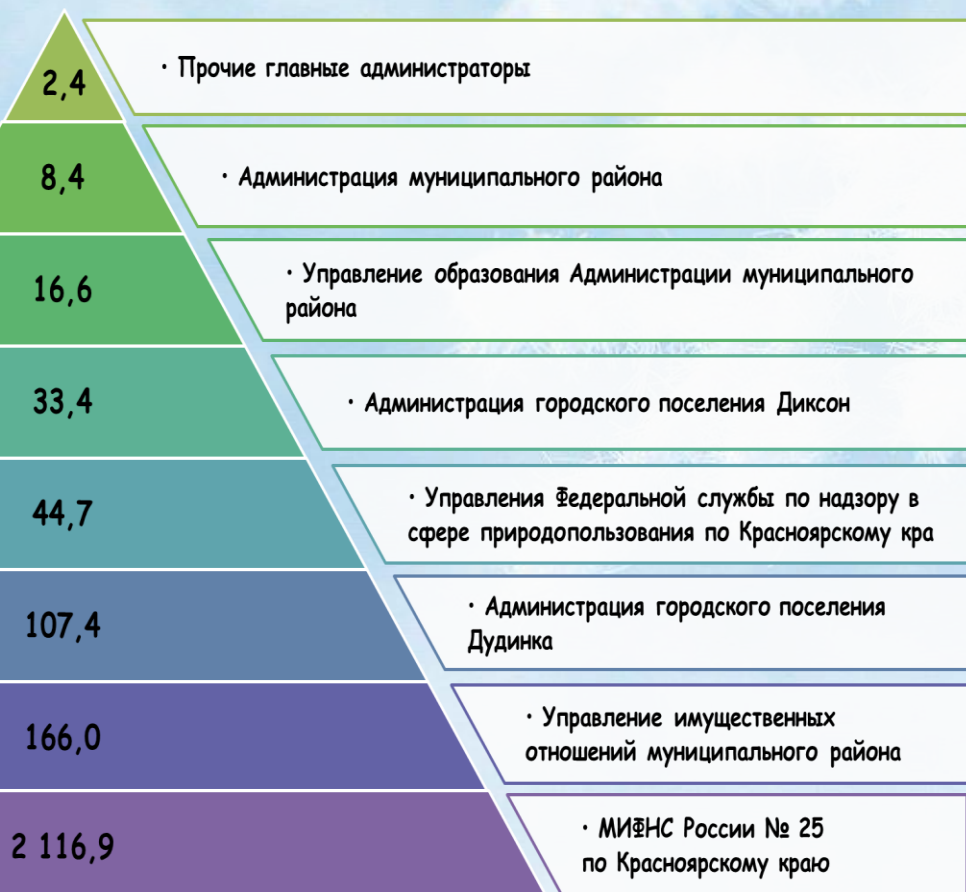 2,4
· Прочие главные администраторы
8,4
· Администрация муниципального района
16,6
· Управление образования Администрации муниципального
района
33,4
· Администрация городского поселения Диксон
44,7
· Управления Федеральной службы по надзору в
сфере природопользования по Красноярскому кра
107,4
· Администрация городского поселения
Дудинка
166,0
· Управление имущественных
отношений муниципального района
2 116,9
· МИФНС России № 25
по Красноярскому краю